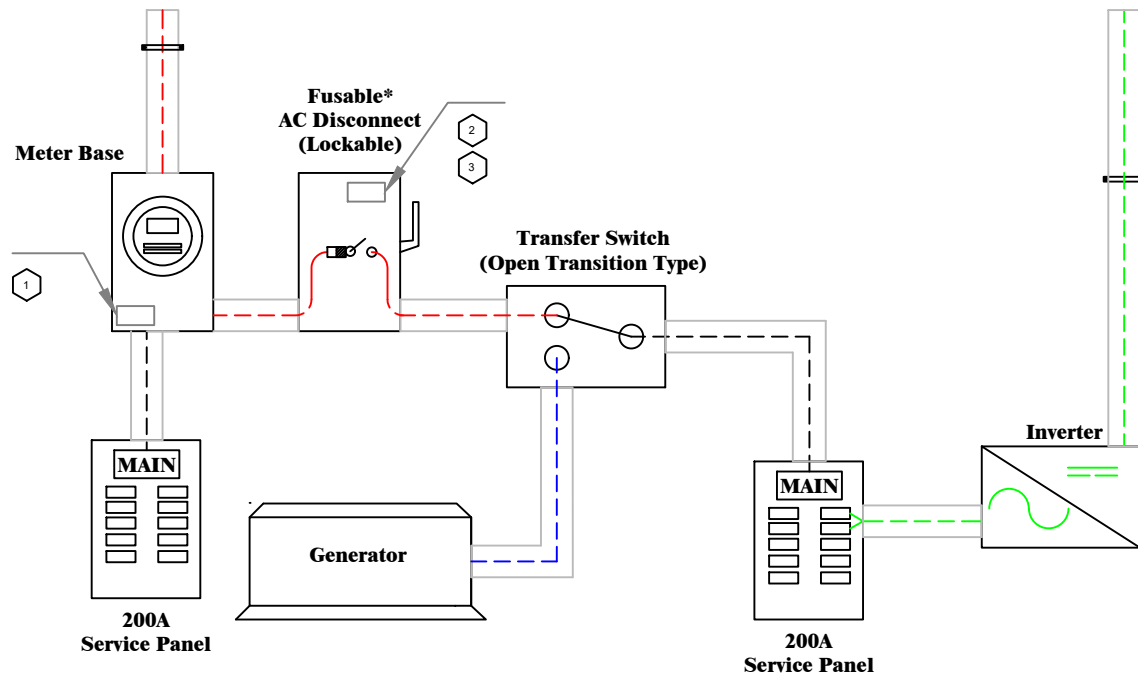 Fusable*
AC Disconnect
(Lockable)
2
3
Meter Base
1
Transfer Switch
(Open Transition Type)
Inverter
MAIN
MAIN
Generator
200A
Service Panel
200A
Service Panel